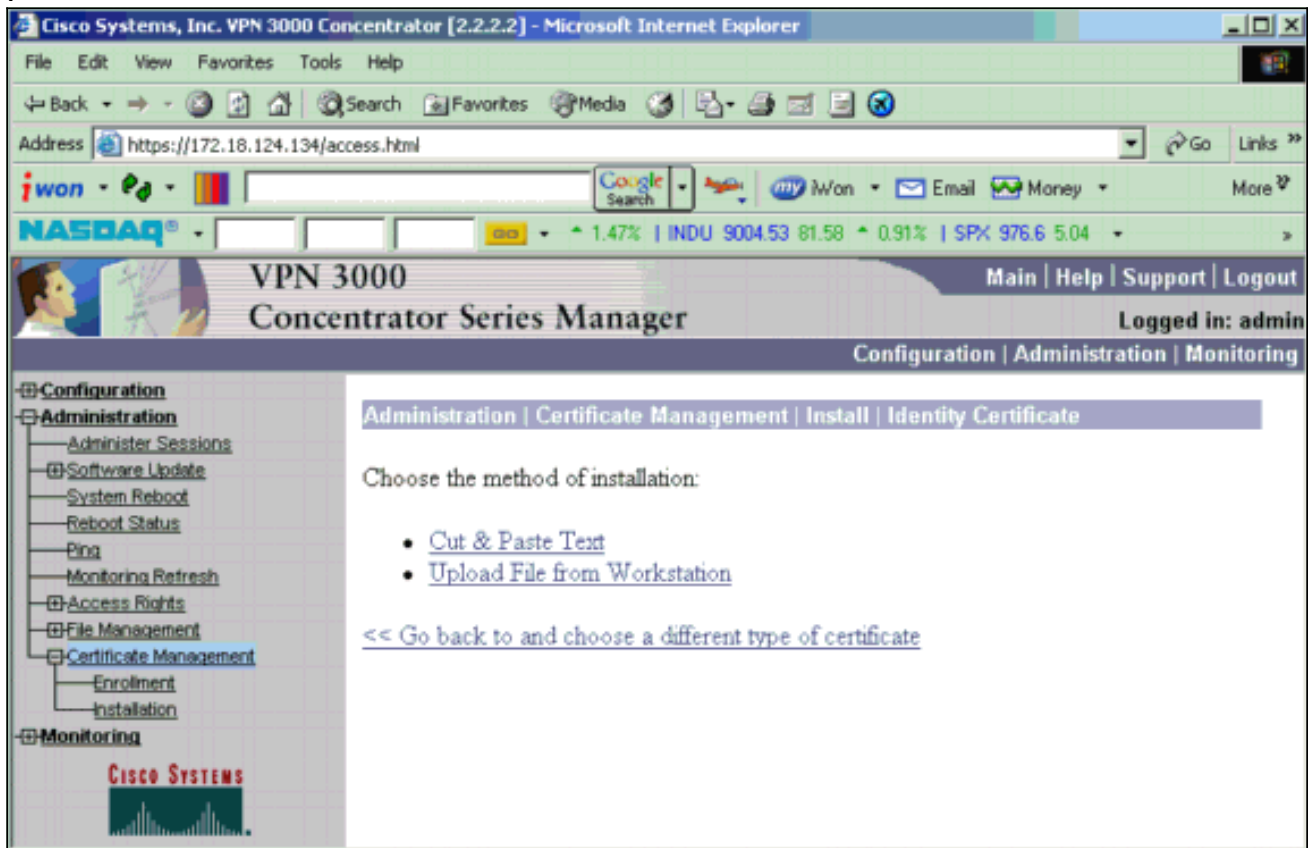 Cisco Systems, Inc. VPN 3000 Concentrator [2.2.2.2] - Microsoft Internet Explorer
File Edit View Favorites Tools Help
Back Search Favorites Media
Address https://172.18.124.134/access.html Go Links »
iwon Google Search my iWon Email Money More
NASDAQ® GO 1.47% | INDU 9004.53 81.58 0.91% | SPX 976.6 5.04 »
VPN 3000
Concentrator Series Manager
Main | Help | Support | Logout
Logged in: admin
Configuration | Administration | Monitoring
Configuration
Administration
Administer Sessions
Software Update
System Reboot
Reboot Status
Ping
Monitoring Refresh
Access Rights
File Management
Certificate Management
Enrollment
Installation
Monitoring
CISCO SYSTEMS
Administration | Certificate Management | Install | Identity Certificate
Choose the method of installation:
• Cut & Paste Text
• Upload File from Workstation
<< Go back to and choose a different type of certificate